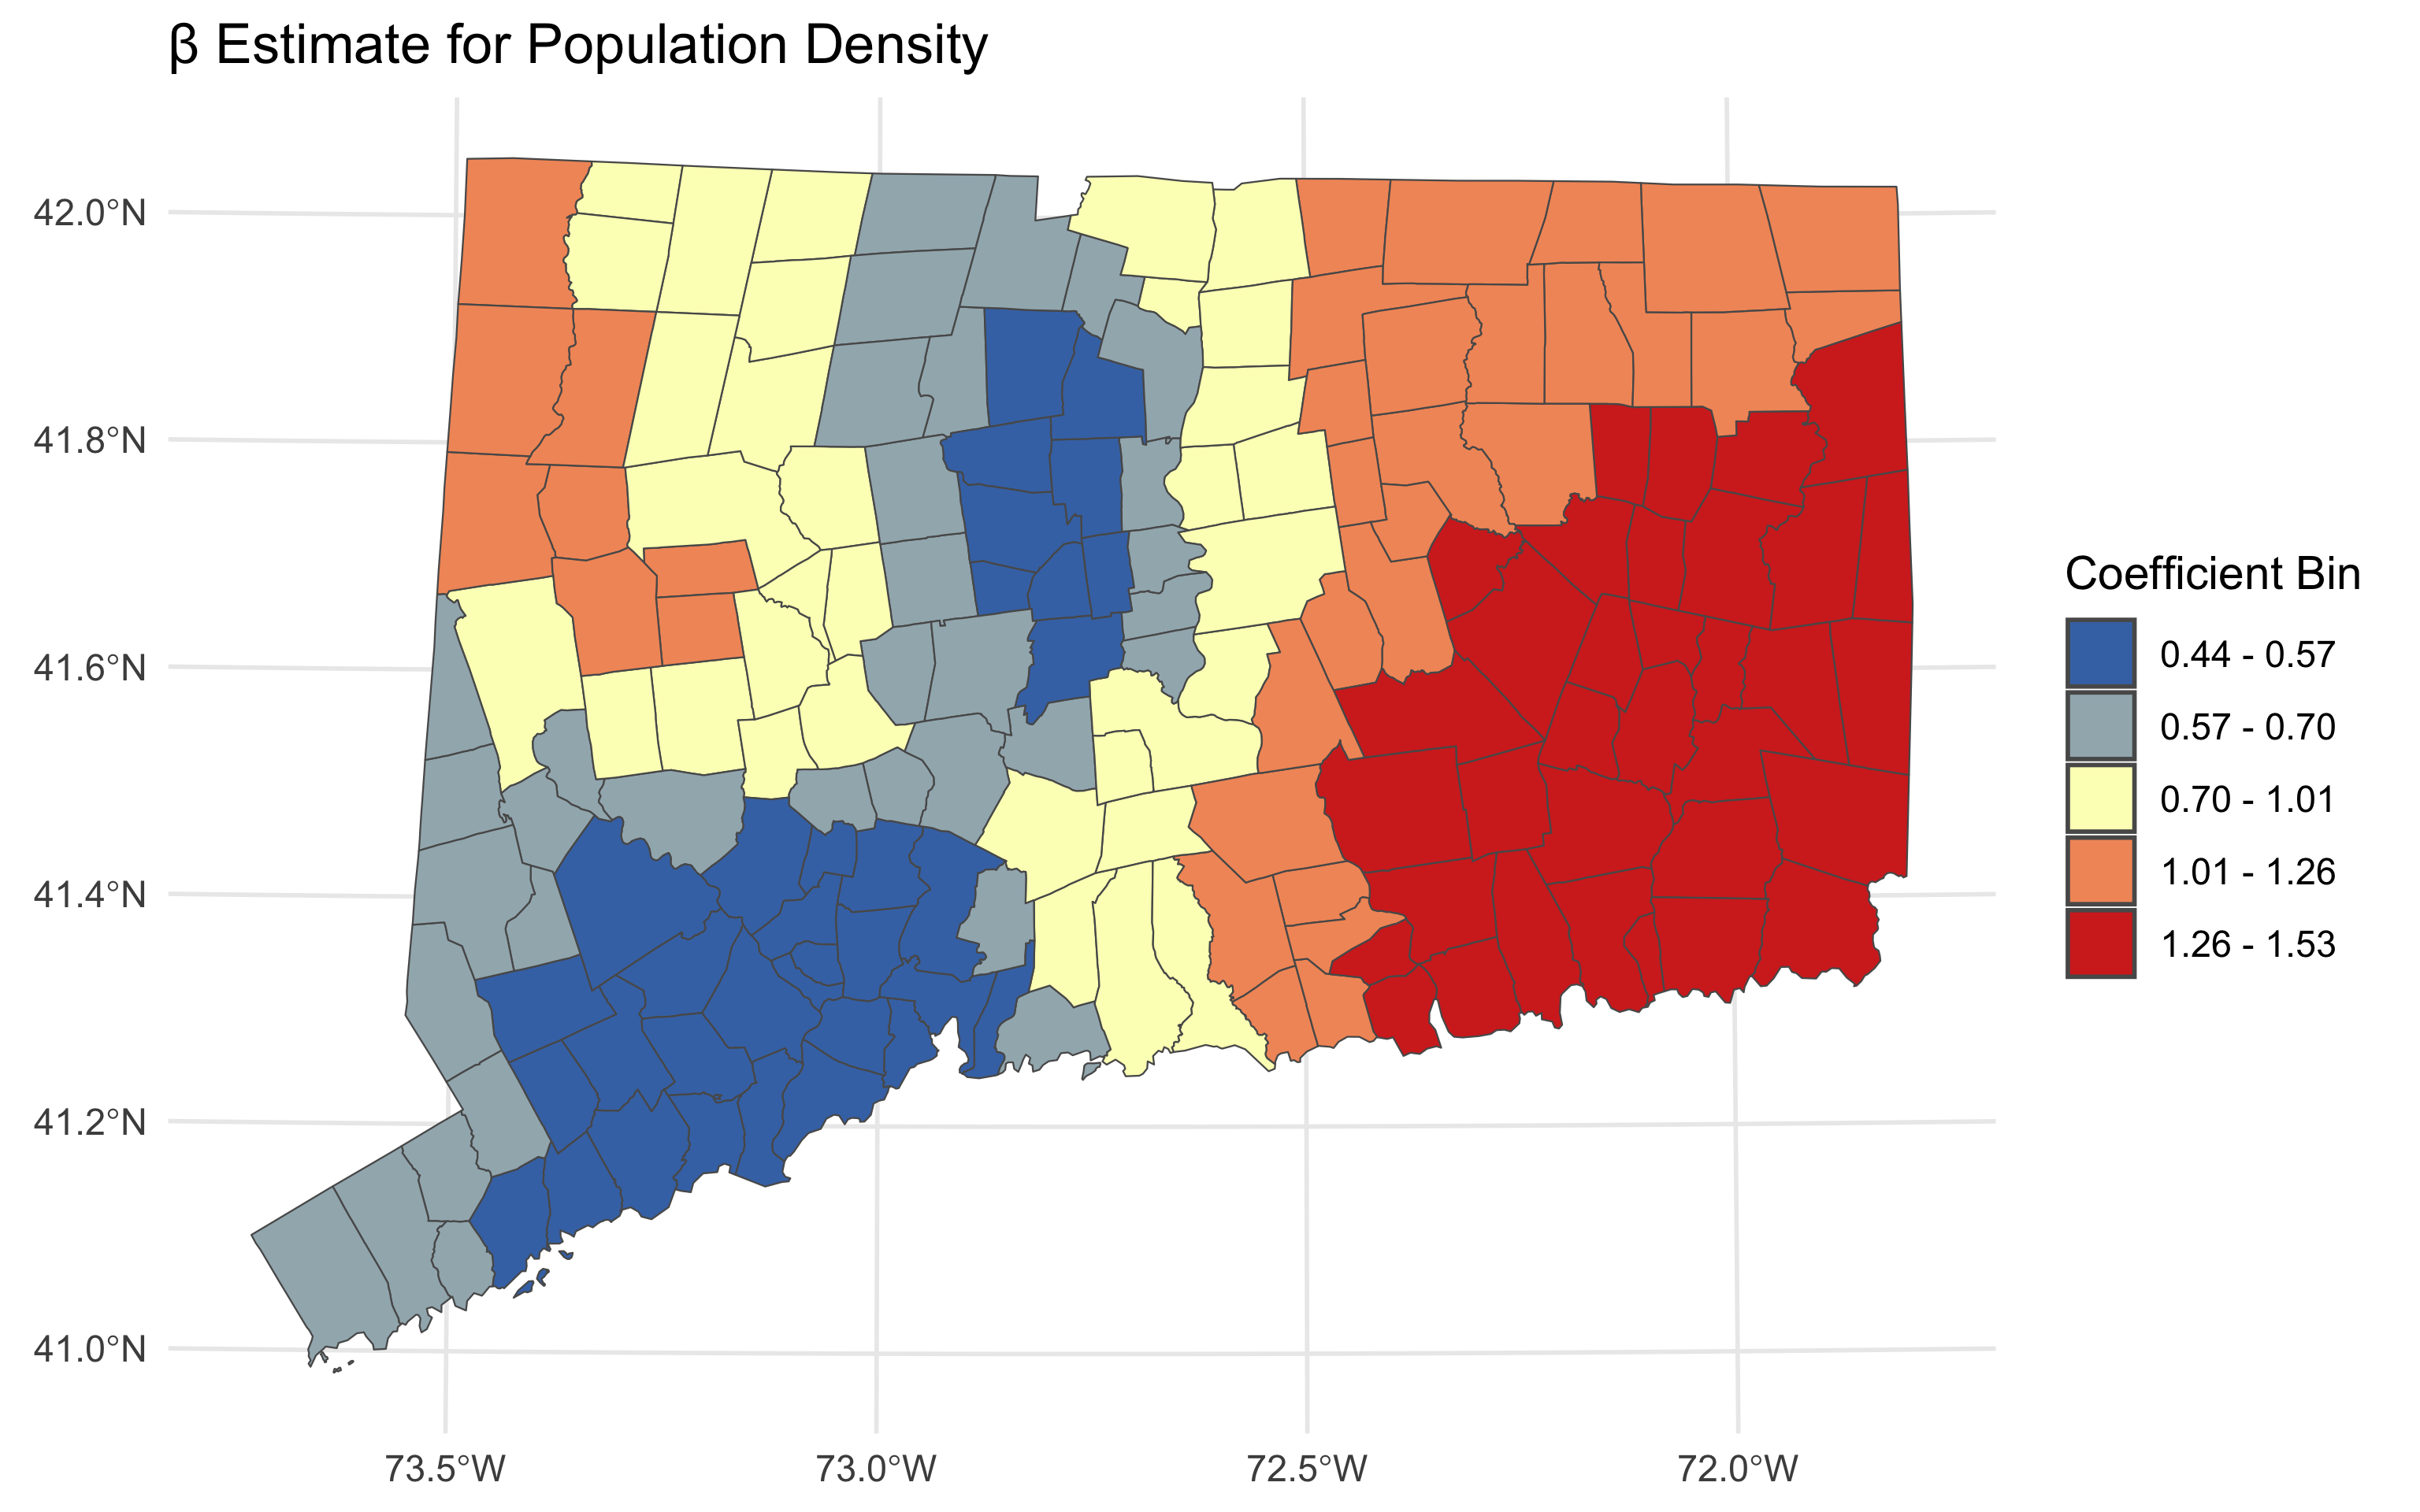 β Estimate for Population Density
42.0°N
41.8°N
41.6°N
41.4°N
41.2°N
41.0°N
73.5°W
73.0°W
72.5°W
72.0°W
Coefficient Bin
0.44 - 0.57
0.57 - 0.70
0.70 - 1.01
1.01 - 1.26
1.26 - 1.53